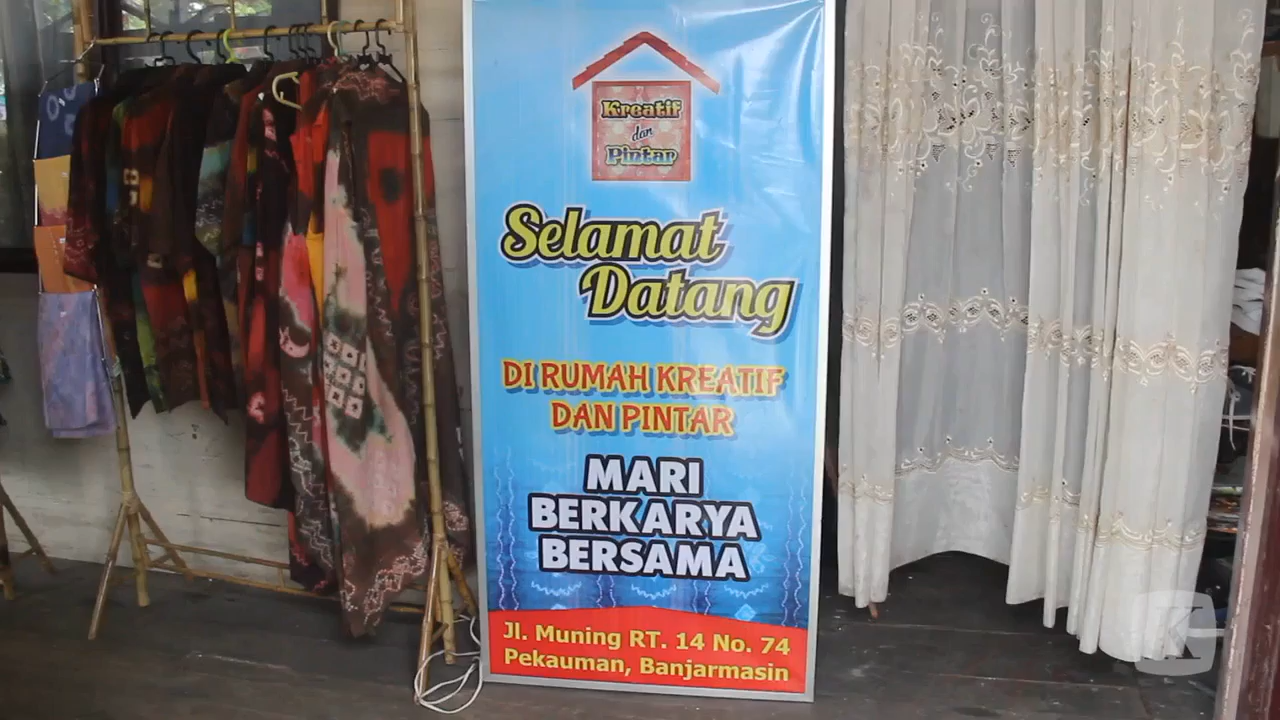 Kreatif
dan
Pintar
Selamat
Datang
DI RUMAH KREATIF
DAN PINTAR
MARI
BERKARYA
BERSAMA
Jl. Muning RT. 14 No. 74
Pekauman, Banjarmasin
K